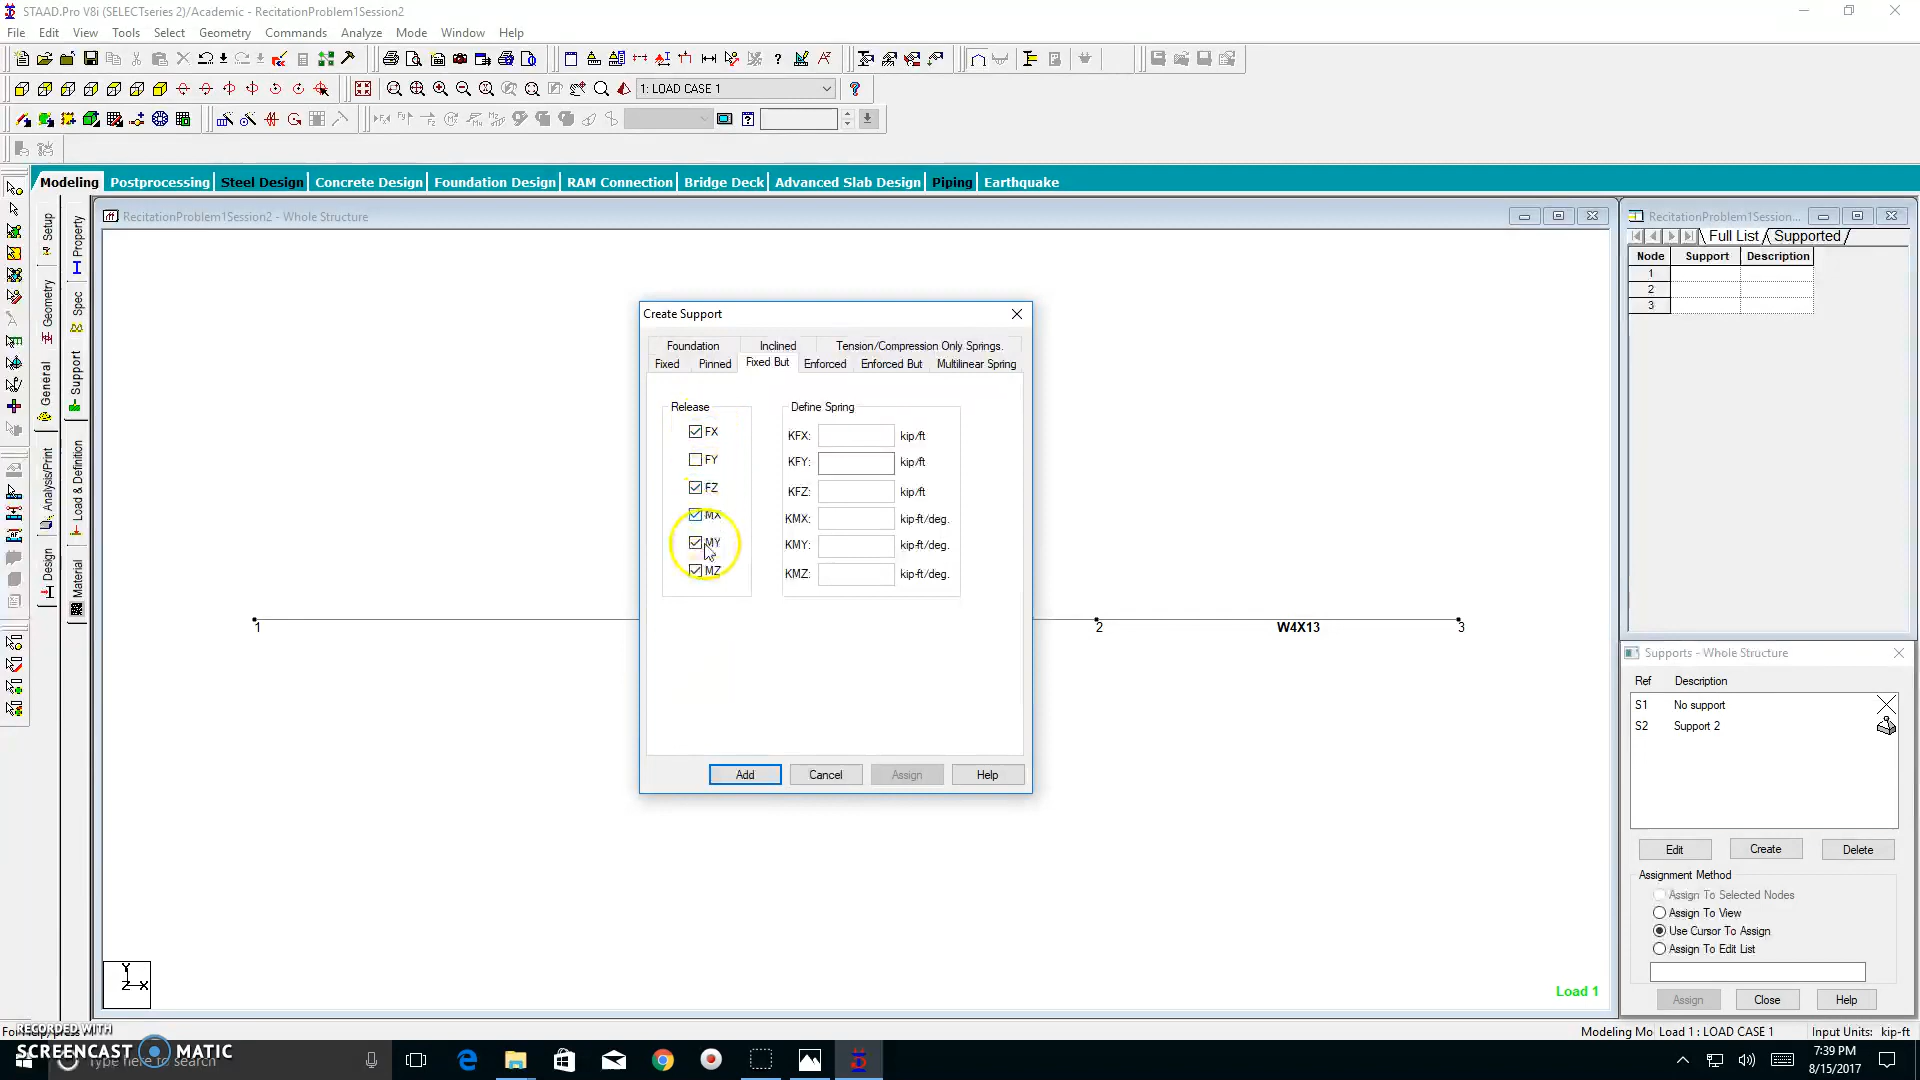 STAAD.Pro V8i (SELECTseries 2)/Academic - RecitationProblem1Session2
File Edit View Tools Select Geometry Commands Analyze Mode Window Help
1: LOAD CASE 1
Modeling Postprocessing Steel Design Concrete Design Foundation Design RAM Connection Bridge Deck Advanced Slab Design Piping Earthquake
RecitationProblem1Session2 - Whole Structure
RecitationProblem1Session...
Full List Supported
Node Support Description
1
2
3
Setup
Geometry
General
Analysis/Print
Design
Property
Spec
Support
Load & Definition
Material
Create Support
Foundation Inclined Tension/Compression Only Springs.
Fixed Pinned Fixed But Enforced Enforced But Multilinear Spring
Release
FX
FY
FZ
MX
MY
MZ
Define Spring
KFX: kip/ft
KFY: kip/ft
KFZ: kip/ft
KMX: kip-ft/deg.
KMY: kip-ft/deg.
KMZ: kip-ft/deg.
Add Cancel Assign Help
1 2 W4X13 3
Supports - Whole Structure
Ref Description
S1 No support
S2 Support 2
Edit Create Delete
Assignment Method
Assign To Selected Nodes
Assign To View
Use Cursor To Assign
Assign To Edit List
Assign Close Help
Y
Z X
Load 1
Modeling Mo Load 1 : LOAD CASE 1 Input Units: kip-ft
RECORDED WITH
SCREENCAST MATIC
Type here to search
7:39 PM
8/15/2017